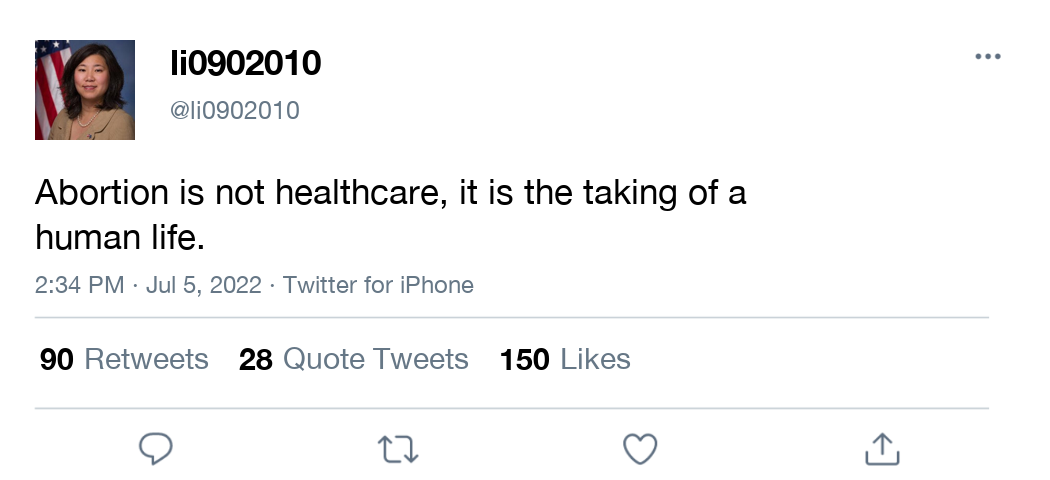 li0902010
@li0902010
Abortion is not healthcare, it is the taking of a
human life.
2:34 PM · Jul 5, 2022 · Twitter for iPhone
90 Retweets 28 Quote Tweets 150 Likes